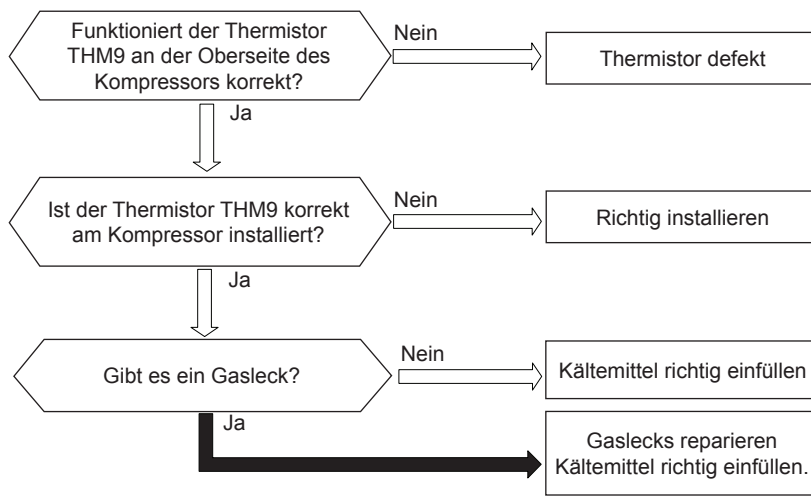 Funktioniert der Thermistor
THM9 an der Oberseite des
Kompressors korrekt?
Nein
Thermistor defekt
Ja
Ist der Thermistor THM9 korrekt
am Kompressor installiert?
Nein
Richtig installieren
Ja
Gibt es ein Gasleck?
Nein
Kältemittel richtig einfüllen
Ja
Gaslecks reparieren
Kältemittel richtig einfüllen.